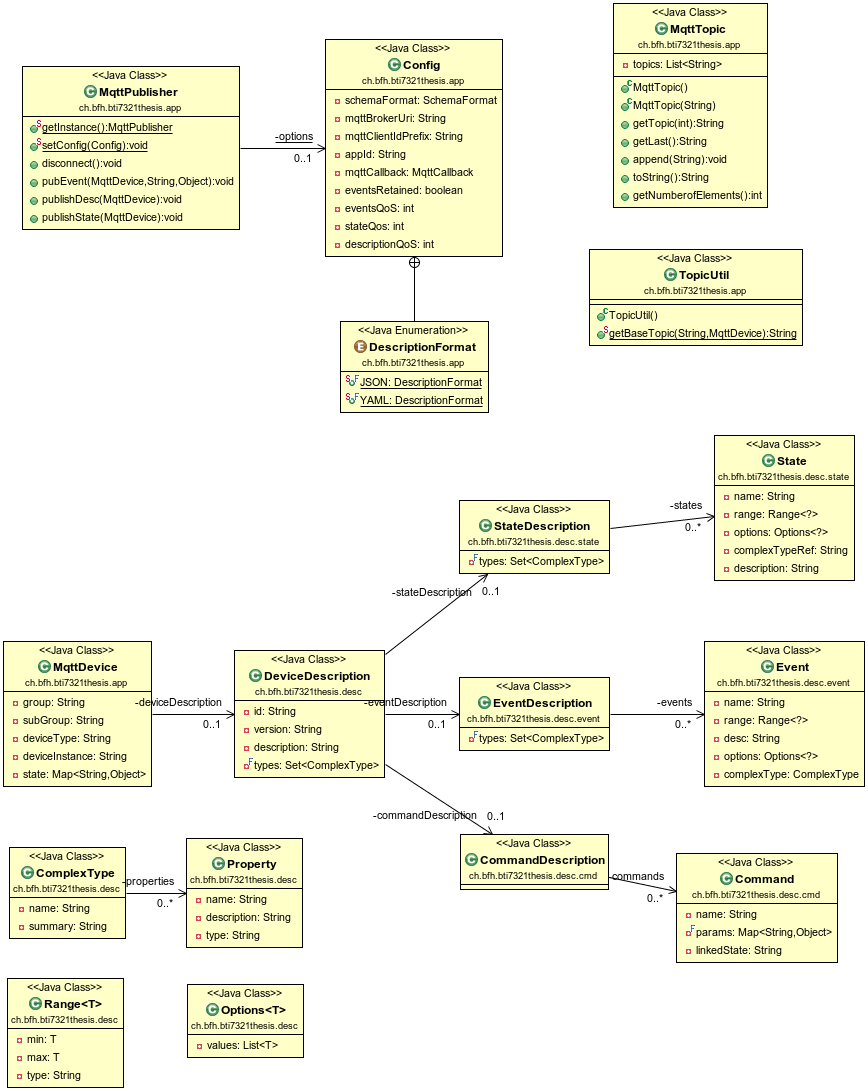 <<Java Class>>
MqttPublisher
ch.bfh.bti7321thesis.app
getInstance():MqttPublisher
setConfig(Config):void
disconnect():void
pubEvent(MqttDevice,String,Object):void
publishDesc(MqttDevice):void
publishState(MqttDevice):void
-options
0..1
<<Java Class>>
Config
ch.bfh.bti7321thesis.app
schemaFormat: SchemaFormat
mqttBrokerUri: String
mqttClientIdPrefix: String
appId: String
mqttCallback: MqttCallback
eventsRetained: boolean
eventsQoS: int
stateQos: int
descriptionQoS: int
<<Java Class>>
MqttTopic
ch.bfh.bti7321thesis.app
topics: List<String>
MqttTopic()
MqttTopic(String)
getTopic(int):String
getLast():String
append(String):void
toString():String
getNumberofElements():int
<<Java Class>>
TopicUtil
ch.bfh.bti7321thesis.app
TopicUtil()
getBaseTopic(String,MqttDevice):String
<<Java Enumeration>>
DescriptionFormat
ch.bfh.bti7321thesis.app
JSON: DescriptionFormat
YAML: DescriptionFormat
<<Java Class>>
State
ch.bfh.bti7321thesis.desc.state
name: String
range: Range<?>
options: Options<?>
complexTypeRef: String
description: String
<<Java Class>>
StateDescription
ch.bfh.bti7321thesis.desc.state
types: Set<ComplexType>
-states
0..*
-stateDescription
0..1
<<Java Class>>
MqttDevice
ch.bfh.bti7321thesis.app
group: String
subGroup: String
deviceType: String
deviceInstance: String
state: Map<String,Object>
-deviceDescription
0..1
<<Java Class>>
DeviceDescription
ch.bfh.bti7321thesis.desc
id: String
version: String
description: String
types: Set<ComplexType>
-eventDescription
0..1
<<Java Class>>
EventDescription
ch.bfh.bti7321thesis.desc.event
types: Set<ComplexType>
-events
0..*
<<Java Class>>
Event
ch.bfh.bti7321thesis.desc.event
name: String
range: Range<?>
desc: String
options: Options<?>
complexType: ComplexType
-commandDescription
0..1
<<Java Class>>
CommandDescription
ch.bfh.bti7321thesis.desc.cmd
-commands
0..*
<<Java Class>>
Command
ch.bfh.bti7321thesis.desc.cmd
name: String
params: Map<String,Object>
linkedState: String
<<Java Class>>
ComplexType
ch.bfh.bti7321thesis.desc
name: String
summary: String
-properties
0..*
<<Java Class>>
Property
ch.bfh.bti7321thesis.desc
name: String
description: String
type: String
<<Java Class>>
Range<T>
ch.bfh.bti7321thesis.desc
min: T
max: T
type: String
<<Java Class>>
Options<T>
ch.bfh.bti7321thesis.desc
values: List<T>